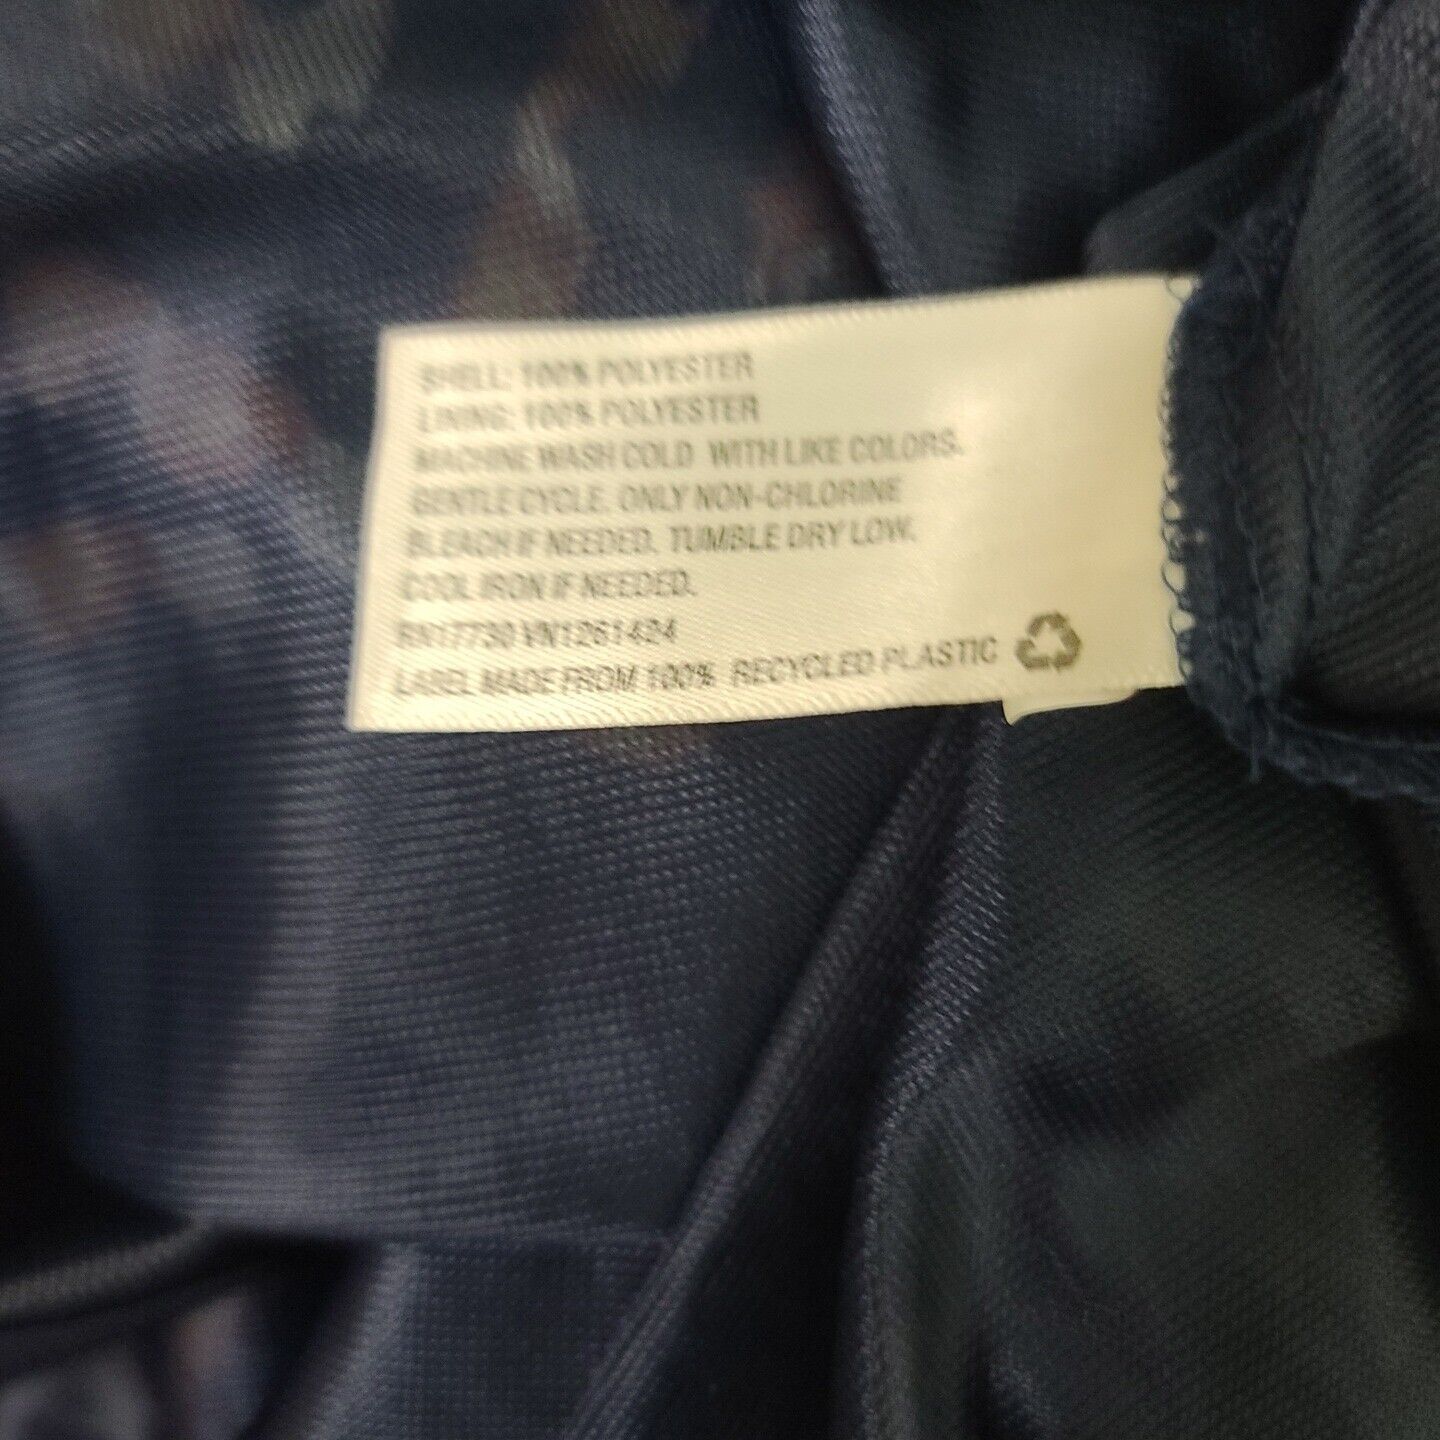 SHELL: 100% POLYESTER
LINING: 100% POLYESTER
MACHINE WASH COLD WITH LIKE COLORS.
GENTLE CYCLE. ONLY NON-CHLORINE
BLEACH IF NEEDED. TUMBLE DRY LOW.
COOL IRON IF NEEDED.
RN17730 VN1261424
LABEL MADE FROM 100% RECYCLED PLASTIC